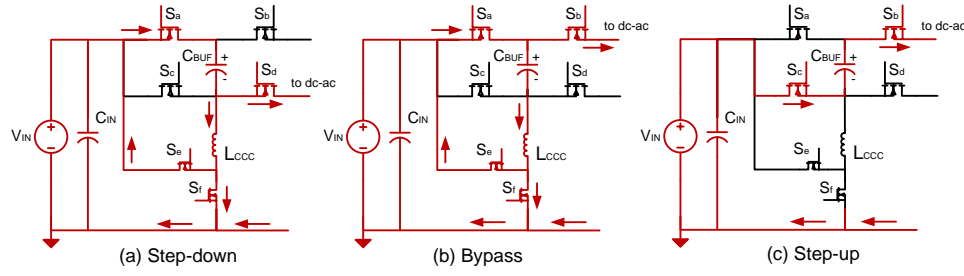 Sa
Sb
CBUF
+
-
Sc
Sd
to dc-ac
VIN
+
CIN
Se
LCCC
Sf
(a) Step-down
Sa
Sb
to dc-ac
CBUF
+
-
Sc
Sd
VIN
+
CIN
Se
LCCC
Sf
(b) Bypass
Sa
Sb
to dc-ac
CBUF
+
-
Sc
Sd
VIN
+
CIN
Se
LCCC
Sf
(c) Step-up